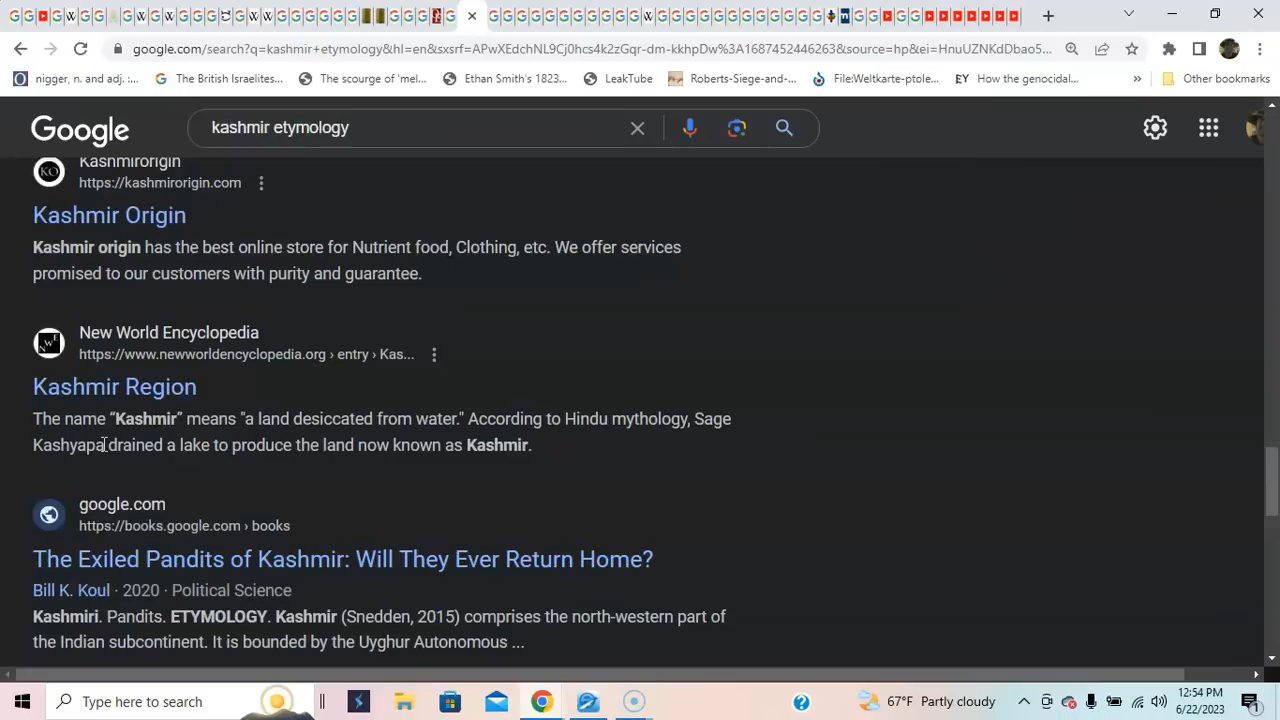 google.com/search?q=kashmir+etymology&hl=en&sxsrf=APwXEdchNL9Cj0hcs4k2zGqr-dm-kkhpDw%3A1687452446263&source=hp&ei=HnuUZNKdDbao5...
nigger, n. and adj. :... The British Israelites... The scourge of 'mel... Ethan Smith's 1823... LeakTube Roberts-Siege-and-... File:Weltkarte-ptole... EY How the genocidal... » Other bookmarks
Google kashmir etymology
Kashmirorigin
KO https://kashmirorigin.com
Kashmir Origin
Kashmir origin has the best online store for Nutrient food, Clothing, etc. We offer services
promised to our customers with purity and guarantee.
New World Encyclopedia
https://www.newworldencyclopedia.org › entry › Kas...
Kashmir Region
The name “Kashmir” means "a land desiccated from water." According to Hindu mythology, Sage
Kashyapa drained a lake to produce the land now known as Kashmir.
google.com
https://books.google.com › books
The Exiled Pandits of Kashmir: Will They Ever Return Home?
Bill K. Koul · 2020 · Political Science
Kashmiri. Pandits. ETYMOLOGY. Kashmir (Snedden, 2015) comprises the north-western part of
the Indian subcontinent. It is bounded by the Uyghur Autonomous ...
Type here to search 67°F Partly cloudy 12:54 PM
6/22/2023